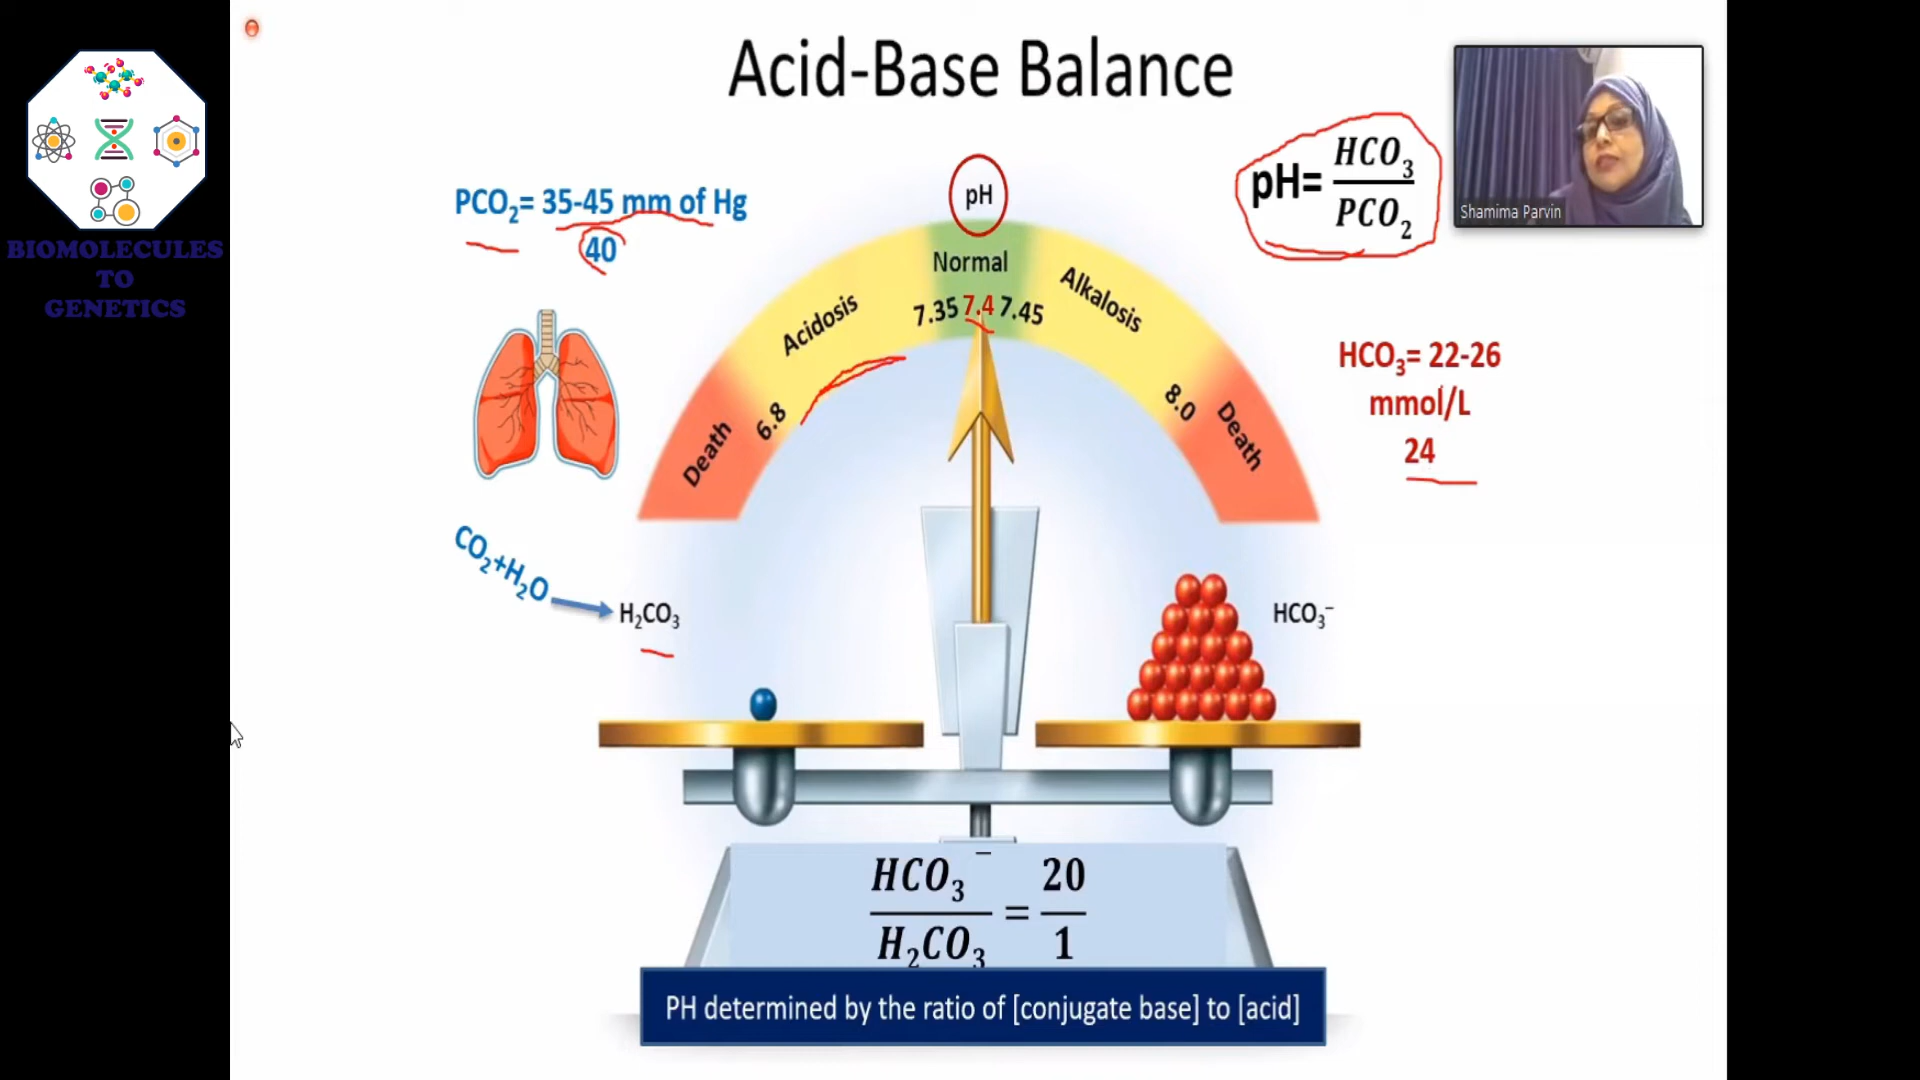 Acid-Base Balance
BIOMOLECULES
TO
GENETICS
PCO₂= 35-45 mm of Hg
40
pH
pH= HCO₃ / PCO₂
Shamima Parvin
Normal
7.35 7.4 7.45
Acidosis
Alkalosis
6.8
8.0
Death
Death
HCO₃= 22-26
mmol/L
24
CO₂+H₂O
H₂CO₃
HCO₃⁻
HCO₃⁻ / H₂CO₃ = 20 / 1
PH determined by the ratio of [conjugate base] to [acid]